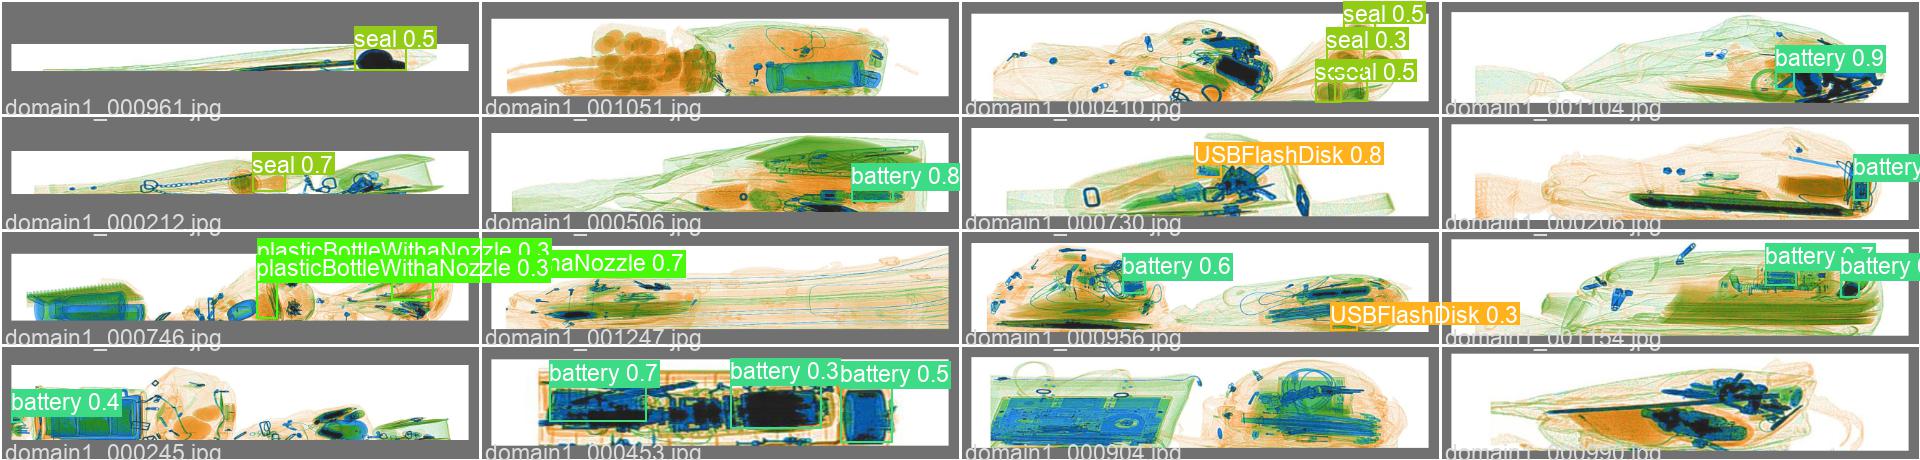 seal 0.5
domain1_000961.jpg
domain1_001051.jpg
seal 0.5
seal 0.3
seal 0.5
domain1_000410.jpg
battery 0.9
domain1_001104.jpg
seal 0.7
domain1_000212.jpg
battery 0.8
domain1_000506.jpg
USBFlashDisk 0.8
domain1_000730.jpg
battery
domain1_000206.jpg
plasticBottleWithaNozzle 0.3
plasticBottleWithaNozzle 0.3
domain1_000746.jpg
haNozzle 0.7
domain1_001247.jpg
battery 0.6
USBFlashDisk 0.3
domain1_000956.jpg
battery 0.7
battery
domain1_001154.jpg
battery 0.4
domain1_000245.jpg
battery 0.7
battery 0.3
battery 0.5
domain1_000453.jpg
domain1_000904.jpg
domain1_000990.jpg